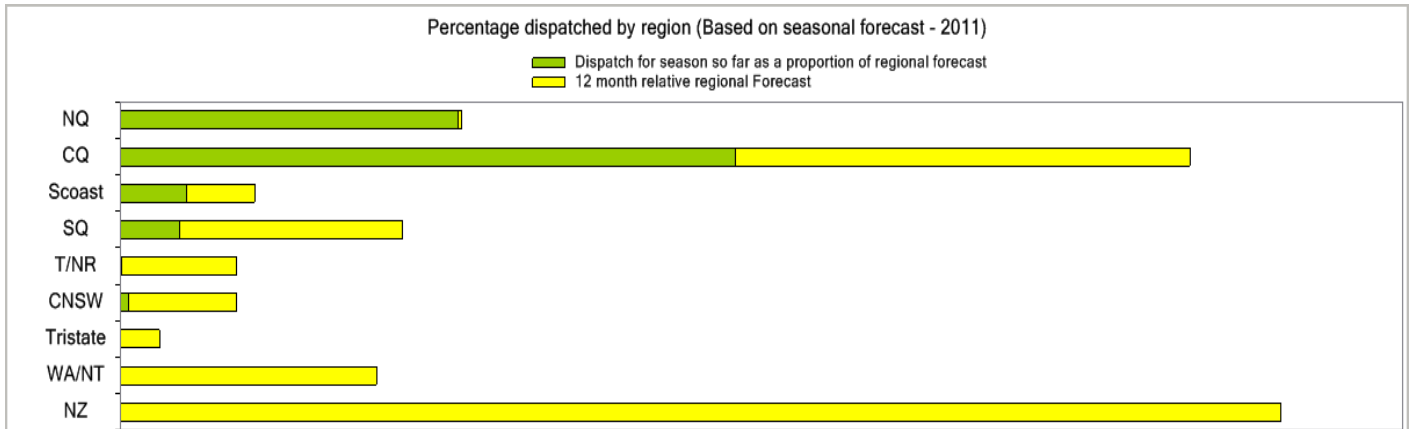 Percentage dispatched by region (Based on seasonal forecast - 2011)
Dispatch for season so far as a proportion of regional forecast
12 month relative regional Forecast
NQ
CQ
Scoast
SQ
T/NR
CNSW
Tristate
WA/NT
NZ